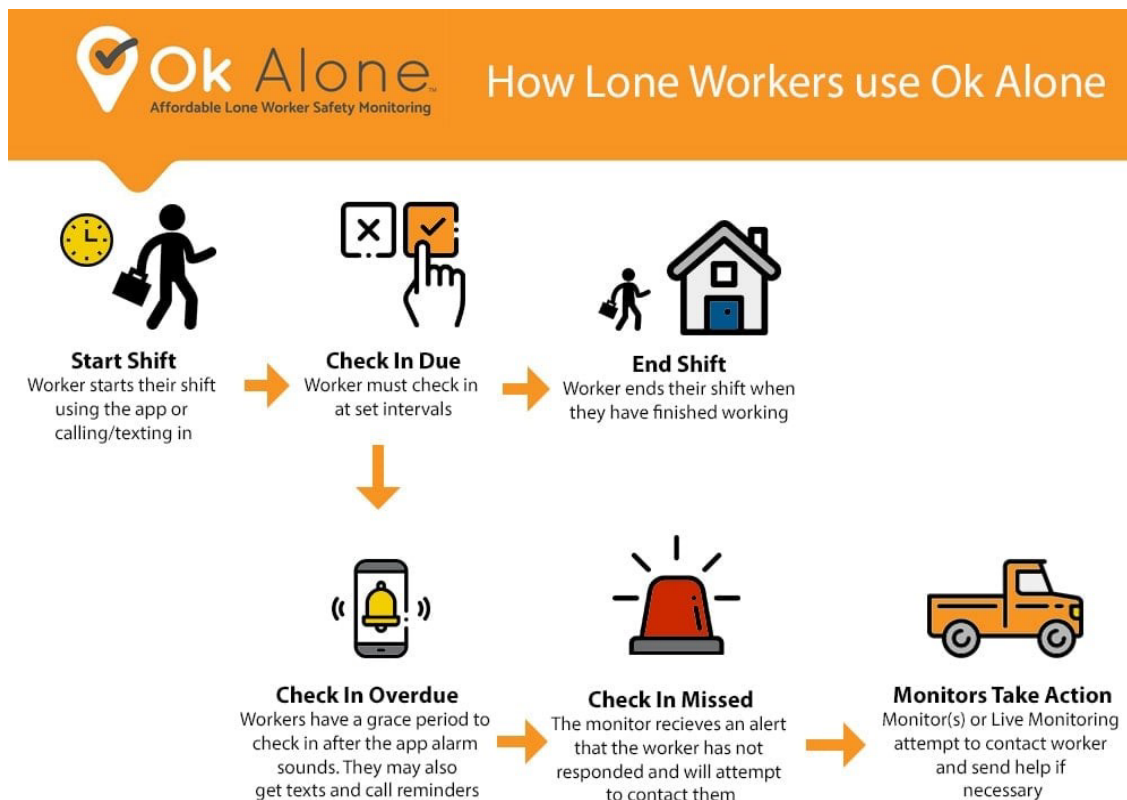 Ok Alone™
Affordable Lone Worker Safety Monitoring
How Lone Workers use Ok Alone
Start Shift
Worker starts their shift
using the app or
calling/texting in
Check In Due
Worker must check in
at set intervals
End Shift
Worker ends their shift when
they have finished working
Check In Overdue
Workers have a grace period to
check in after the app alarm
sounds. They may also
get texts and call reminders
Check In Missed
The monitor recieves an alert
that the worker has not
responded and will attempt
to contact them
Monitors Take Action
Monitor(s) or Live Monitoring
attempt to contact worker
and send help if
necessary